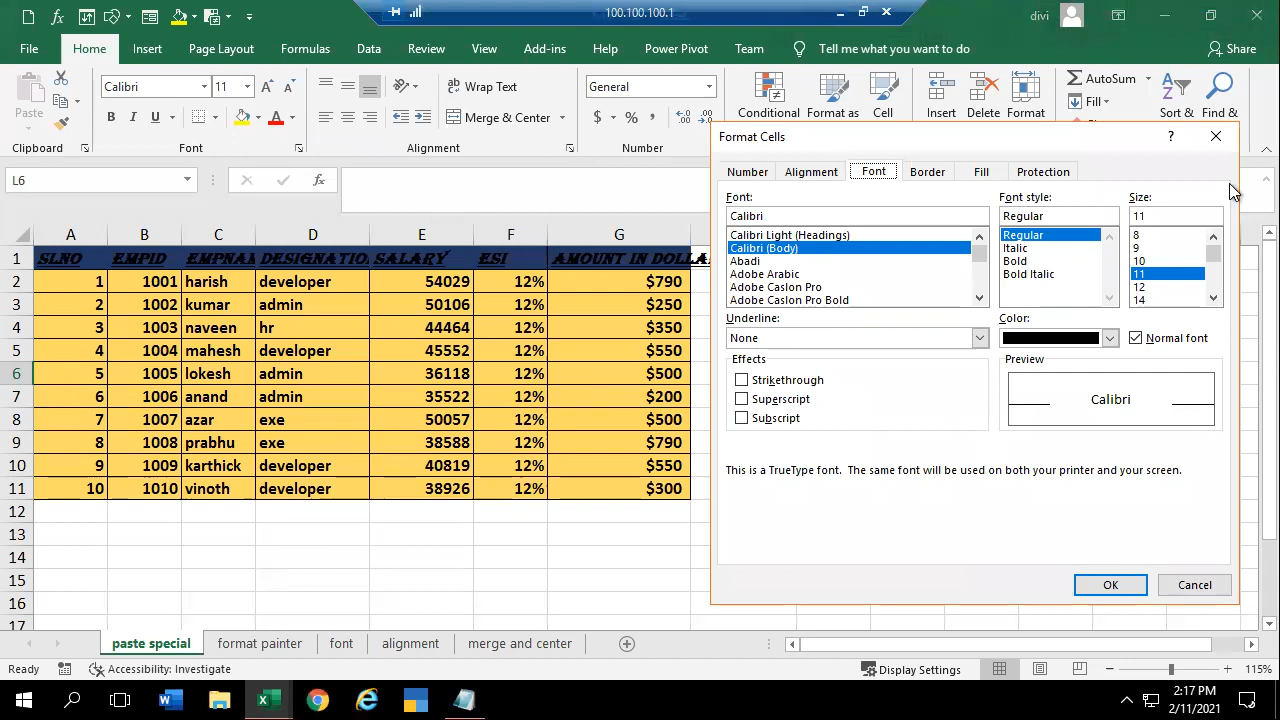 100.100.100.1
divi
File Home Insert Page Layout Formulas Data Review View Add-ins Help Power Pivot Team Tell me what you want to do Share
Paste
Calibri 11
B I U
Wrap Text
Merge & Center
General
$ % ,
Conditional Format as Cell
Insert Delete Format
AutoSum
Fill
Sort & Find &
Clipboard Font Alignment Number
L6
fx
A B C D E F G
1 SLNO EMPID EMPNA DESIGNATIO SALARY ESI AMOUNT IN DOLLA
2 1 1001 harish developer 54029 12% $790
3 2 1002 kumar admin 50106 12% $250
4 3 1003 naveen hr 44464 12% $350
5 4 1004 mahesh developer 45552 12% $550
6 5 1005 lokesh admin 36118 12% $500
7 6 1006 anand admin 35522 12% $200
8 7 1007 azar exe 50057 12% $500
9 8 1008 prabhu exe 38588 12% $790
10 9 1009 karthick developer 40819 12% $550
11 10 1010 vinoth developer 38926 12% $300
12
13
14
15
16
17
Format Cells
Number Alignment Font Border Fill Protection
Font: Font style: Size:
Calibri Regular 11
Calibri Light (Headings) Regular 8
Calibri (Body) Italic 9
Abadi Bold 10
Adobe Arabic Bold Italic 11
Adobe Caslon Pro 12
Adobe Caslon Pro Bold 14
Underline: Color:
None Normal font
Effects Preview
Strikethrough
Superscript Calibri
Subscript
This is a TrueType font. The same font will be used on both your printer and your screen.
OK Cancel
paste special format painter font alignment merge and center
Ready Accessibility: Investigate Display Settings 115%
2:17 PM
2/11/2021